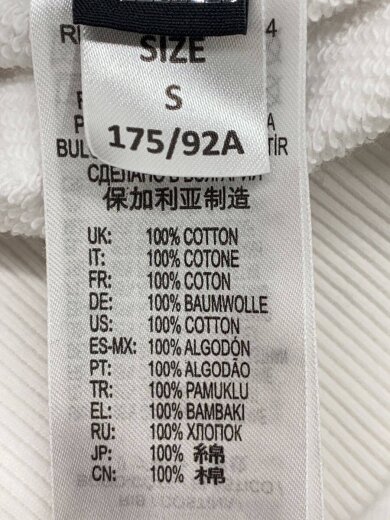 SIZE
S
175/92A
СДЕЛАНО В БОЛГАРИИ
保加利亚制造
UK: 100% COTTON
IT: 100% COTONE
FR: 100% COTON
DE: 100% BAUMWOLLE
US: 100% COTTON
ES-MX: 100% ALGODÓN
PT: 100% ALGODÃO
TR: 100% PAMUKLU
EL: 100% ΒΑΜΒΑΚΙ
RU: 100% ХЛОПОК
JP: 100% 綿
CN: 100% 棉